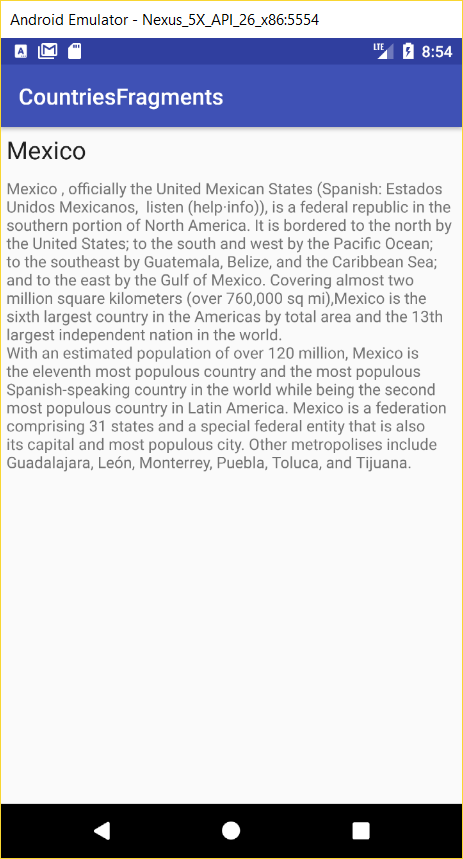 Android Emulator - Nexus_5X_API_26_x86:5554
A
LTE
8:54
CountriesFragments
Mexico
Mexico , officially the United Mexican States (Spanish: Estados
Unidos Mexicanos,  listen (help·info)), is a federal republic in the
southern portion of North America. It is bordered to the north by
the United States; to the south and west by the Pacific Ocean;
to the southeast by Guatemala, Belize, and the Caribbean Sea;
and to the east by the Gulf of Mexico. Covering almost two
million square kilometers (over 760,000 sq mi),Mexico is the
sixth largest country in the Americas by total area and the 13th
largest independent nation in the world.
With an estimated population of over 120 million, Mexico is
the eleventh most populous country and the most populous
Spanish-speaking country in the world while being the second
most populous country in Latin America. Mexico is a federation
comprising 31 states and a special federal entity that is also
its capital and most populous city. Other metropolises include
Guadalajara, León, Monterrey, Puebla, Toluca, and Tijuana.